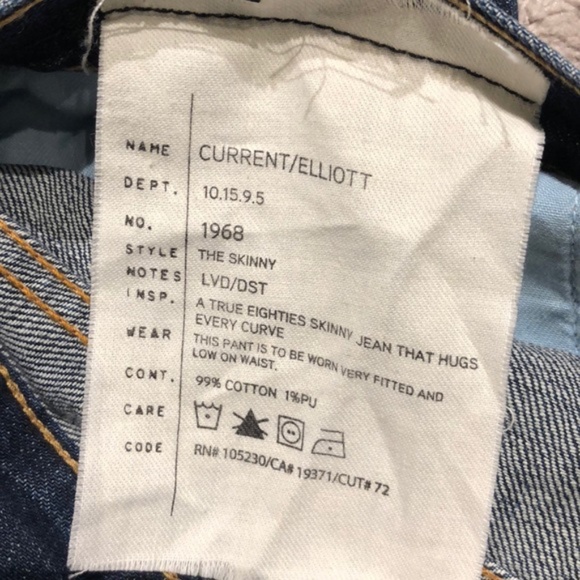 NAME CURRENT/ELLIOTT
DEPT. 10.15.9.5
NO. 1968
STYLE THE SKINNY
NOTES LVD/DST
INSP. A TRUE EIGHTIES SKINNY JEAN THAT HUGS
EVERY CURVE
WEAR THIS PANT IS TO BE WORN VERY FITTED AND
LOW ON WAIST.
CONT. 99% COTTON 1%PU
CARE
CODE RN# 105230/CA# 19371/CUT# 72